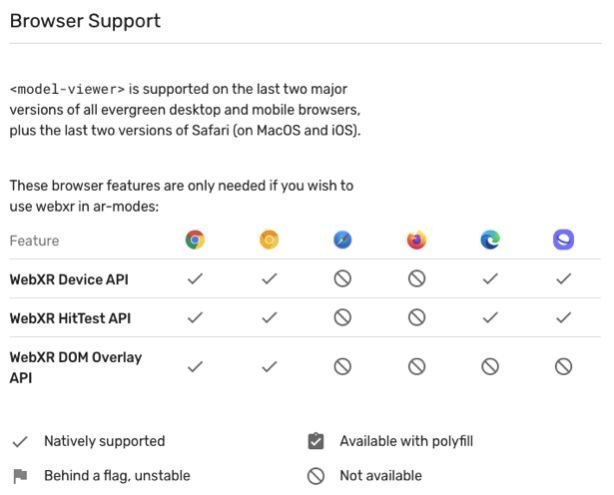 Browser Support
<model-viewer> is supported on the last two major
versions of all evergreen desktop and mobile browsers,
plus the last two versions of Safari (on MacOS and iOS).
These browser features are only needed if you wish to
use webxr in ar-modes:
Feature
WebXR Device API
WebXR HitTest API
WebXR DOM Overlay
API
Natively supported
Available with polyfill
Behind a flag, unstable
Not available